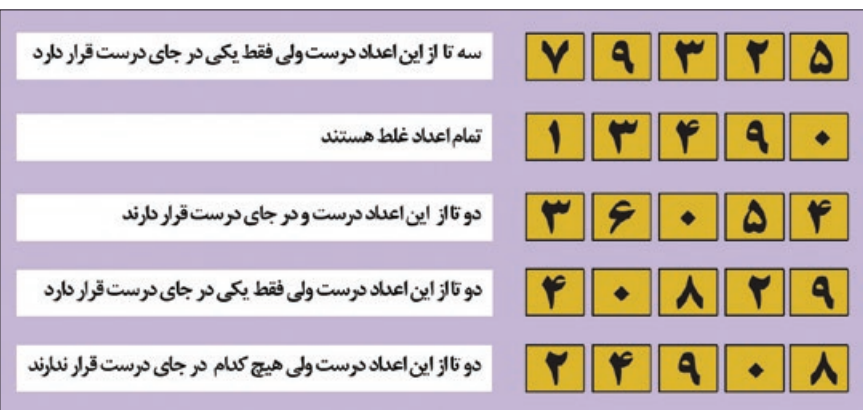 سه تا از این اعداد درست ولی فقط یکی در جای درست قرار دارد
۷ ۹ ۳ ۲ ۵
تمام اعداد غلط هستند
۱ ۳ ۴ ۹ ۰
دو تا از این اعداد درست و در جای درست قرار دارند
۳ ۶ ۰ ۵ ۴
دو تا از این اعداد درست ولی فقط یکی در جای درست قرار دارد
۴ ۰ ۸ ۲ ۹
دو تا از این اعداد درست ولی هیچ کدام در جای درست قرار ندارند
۲ ۴ ۹ ۰ ۸